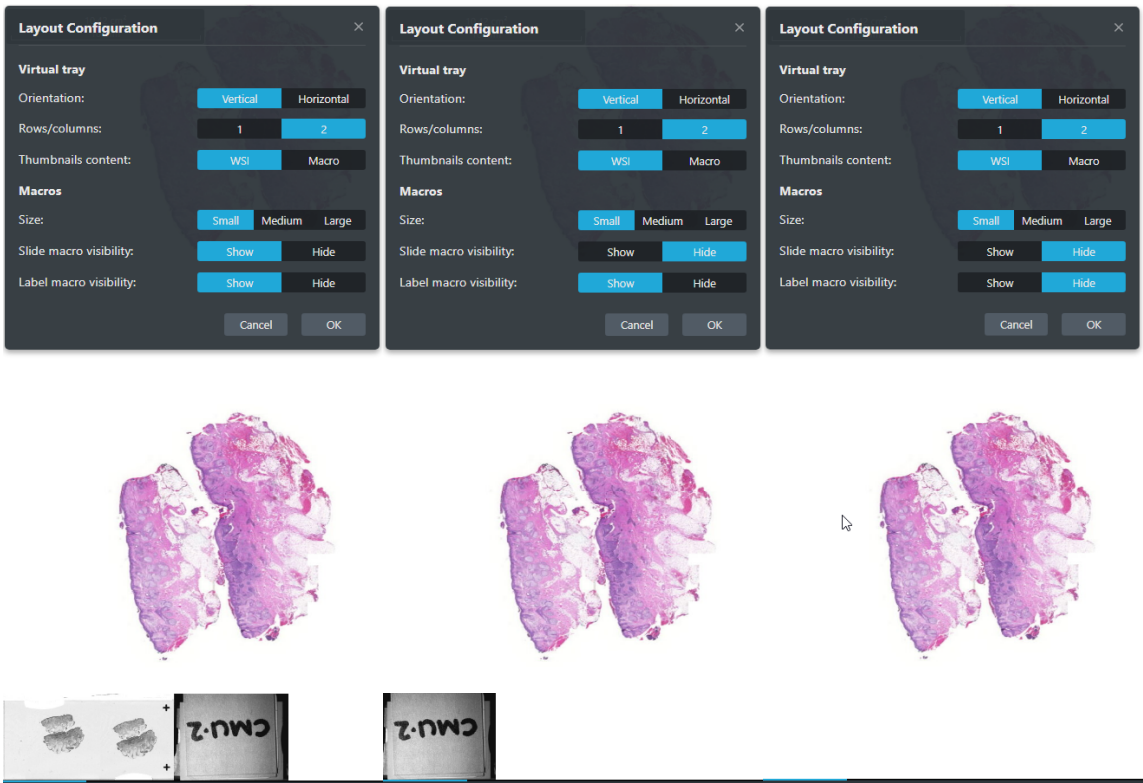 Layout Configuration
Virtual tray
Orientation: Vertical Horizontal
Rows/columns: 1 2
Thumbnails content: WSI Macro
Macros
Size: Small Medium Large
Slide macro visibility: Show Hide
Label macro visibility: Show Hide
Cancel OK
Layout Configuration
Virtual tray
Orientation: Vertical Horizontal
Rows/columns: 1 2
Thumbnails content: WSI Macro
Macros
Size: Small Medium Large
Slide macro visibility: Show Hide
Label macro visibility: Show Hide
Cancel OK
Layout Configuration
Virtual tray
Orientation: Vertical Horizontal
Rows/columns: 1 2
Thumbnails content: WSI Macro
Macros
Size: Small Medium Large
Slide macro visibility: Show Hide
Label macro visibility: Show Hide
Cancel OK
CMU-2
CMU-2